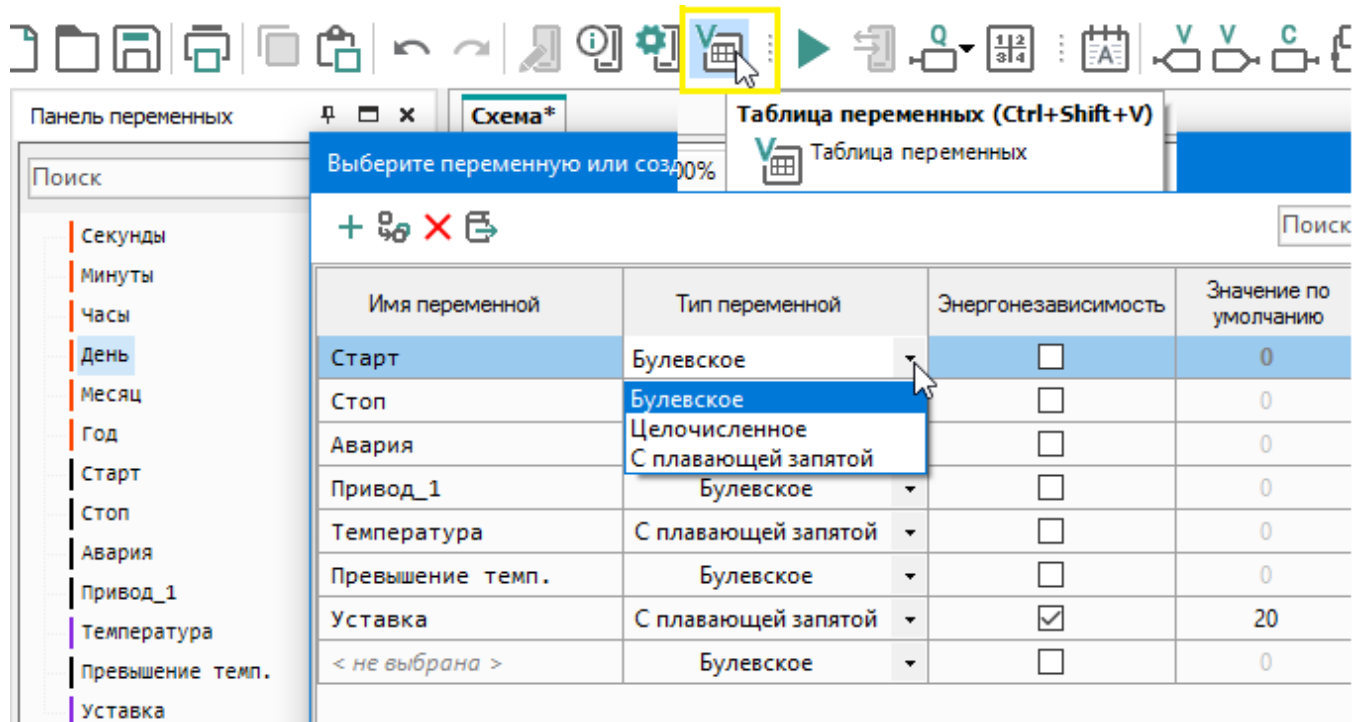 Панель переменных
Схема*
Таблица переменных (Ctrl+Shift+V)
Таблица переменных
Поиск
Выберите переменную или созд
00%
Поиск
Секунды
Минуты
Часы
День
Месяц
Год
Старт
Стоп
Авария
Привод_1
Температура
Превышение темп.
Уставка
Имя переменной
Тип переменной
Энергонезависимость
Значение по
умолчанию
Старт
Булевское
0
Булевское
Целочисленное
С плавающей запятой
Стоп
0
Авария
0
Привод_1
Булевское
0
Температура
С плавающей запятой
0
Превышение темп.
Булевское
0
Уставка
С плавающей запятой
20
< не выбрана >
Булевское
0